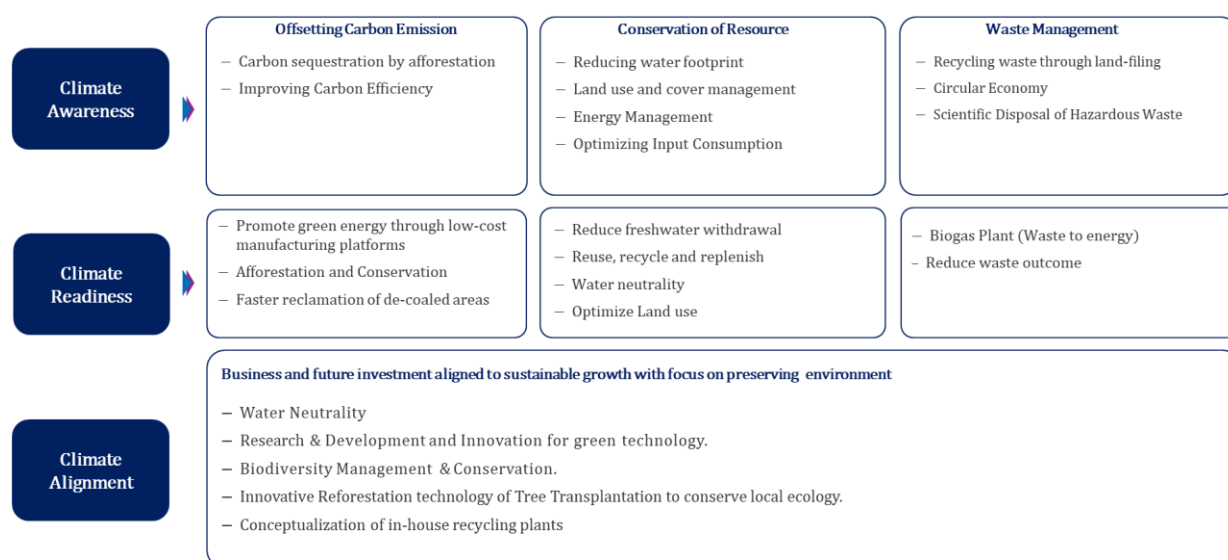 Offsetting Carbon Emission
Conservation of Resource
Waste Management
Climate
Awareness
– Carbon sequestration by afforestation
– Improving Carbon Efficiency
– Reducing water footprint
– Land use and cover management
– Energy Management
– Optimizing Input Consumption
– Recycling waste through land-filing
– Circular Economy
– Scientific Disposal of Hazardous Waste
Climate
Readiness
– Promote green energy through low-cost
manufacturing platforms
– Afforestation and Conservation
– Faster reclamation of de-coaled areas
– Reduce freshwater withdrawal
– Reuse, recycle and replenish
– Water neutrality
– Optimize Land use
– Biogas Plant (Waste to energy)
- Reduce waste outcome
Climate
Alignment
Business and future investment aligned to sustainable growth with focus on preserving environment
– Water Neutrality
– Research & Development and Innovation for green technology.
– Biodiversity Management & Conservation.
– Innovative Reforestation technology of Tree Transplantation to conserve local ecology.
– Conceptualization of in-house recycling plants